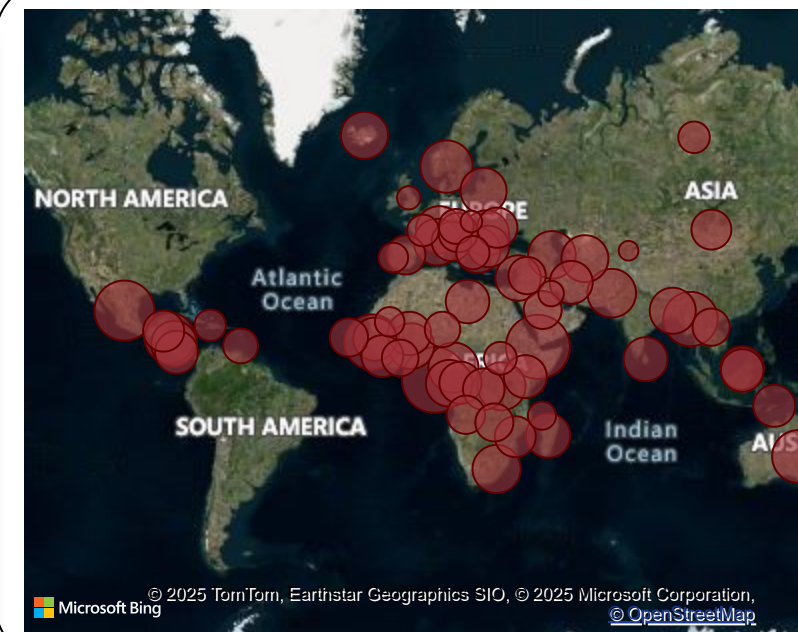 NORTH AMERICA
ASIA
Atlantic
Ocean
SOUTH AMERICA
Indian
Ocean
Microsoft Bing
© 2025 TomTom, Earthstar Geographics SIO, © 2025 Microsoft Corporation,
© OpenStreetMap